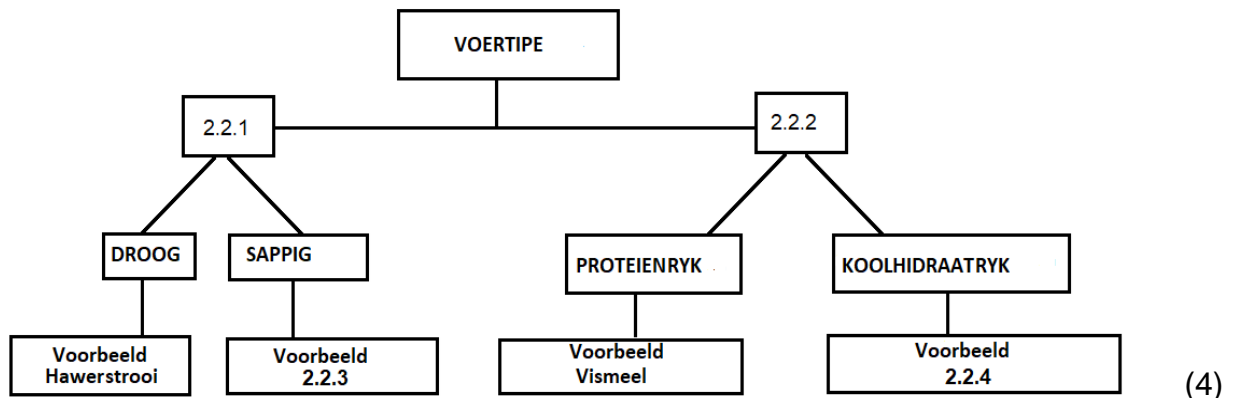 VOERTIPE
2.2.1
2.2.2
DROOG
SAPPIG
PROTEIENRYK
KOOLHIDRAATRYK
Voorbeeld
Hawerstrooi
Voorbeeld
2.2.3
Voorbeeld
Vismeel
Voorbeeld
2.2.4
(4)